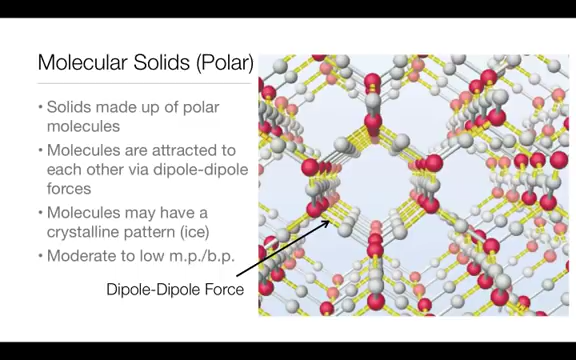 Molecular Solids (Polar)
• Solids made up of polar
molecules
• Molecules are attracted to
each other via dipole-dipole
forces
• Molecules may have a
crystalline pattern (ice)
• Moderate to low m.p./b.p.
Dipole-Dipole Force